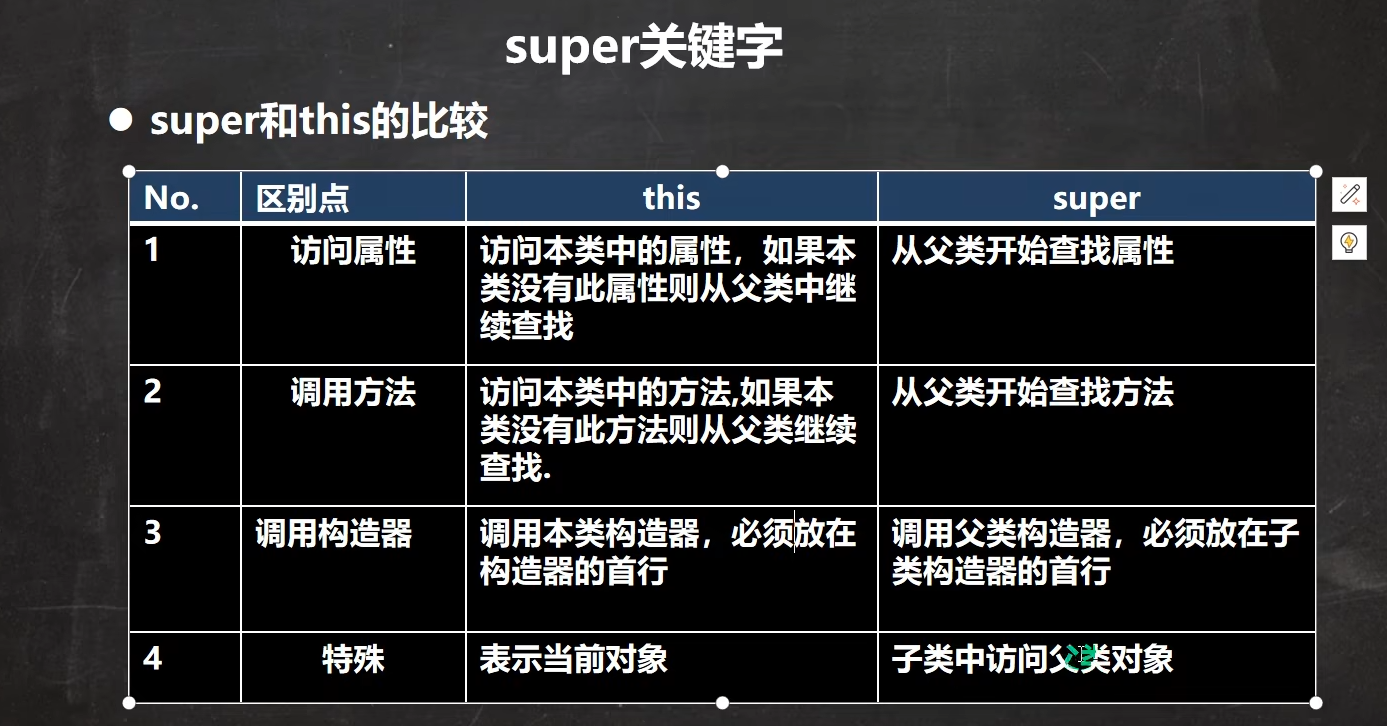 super关键字
super和this的比较
No. 区别点 this super
1 访问属性 访问本类中的属性，如果本
类没有此属性则从父类中继
续查找
从父类开始查找属性
2 调用方法 访问本类中的方法,如果本
类没有此方法则从父类继续
查找.
从父类开始查找方法
3 调用构造器 调用本类构造器，必须放在
构造器的首行
调用父类构造器，必须放在子
类构造器的首行
4 特殊 表示当前对象 子类中访问父类对象